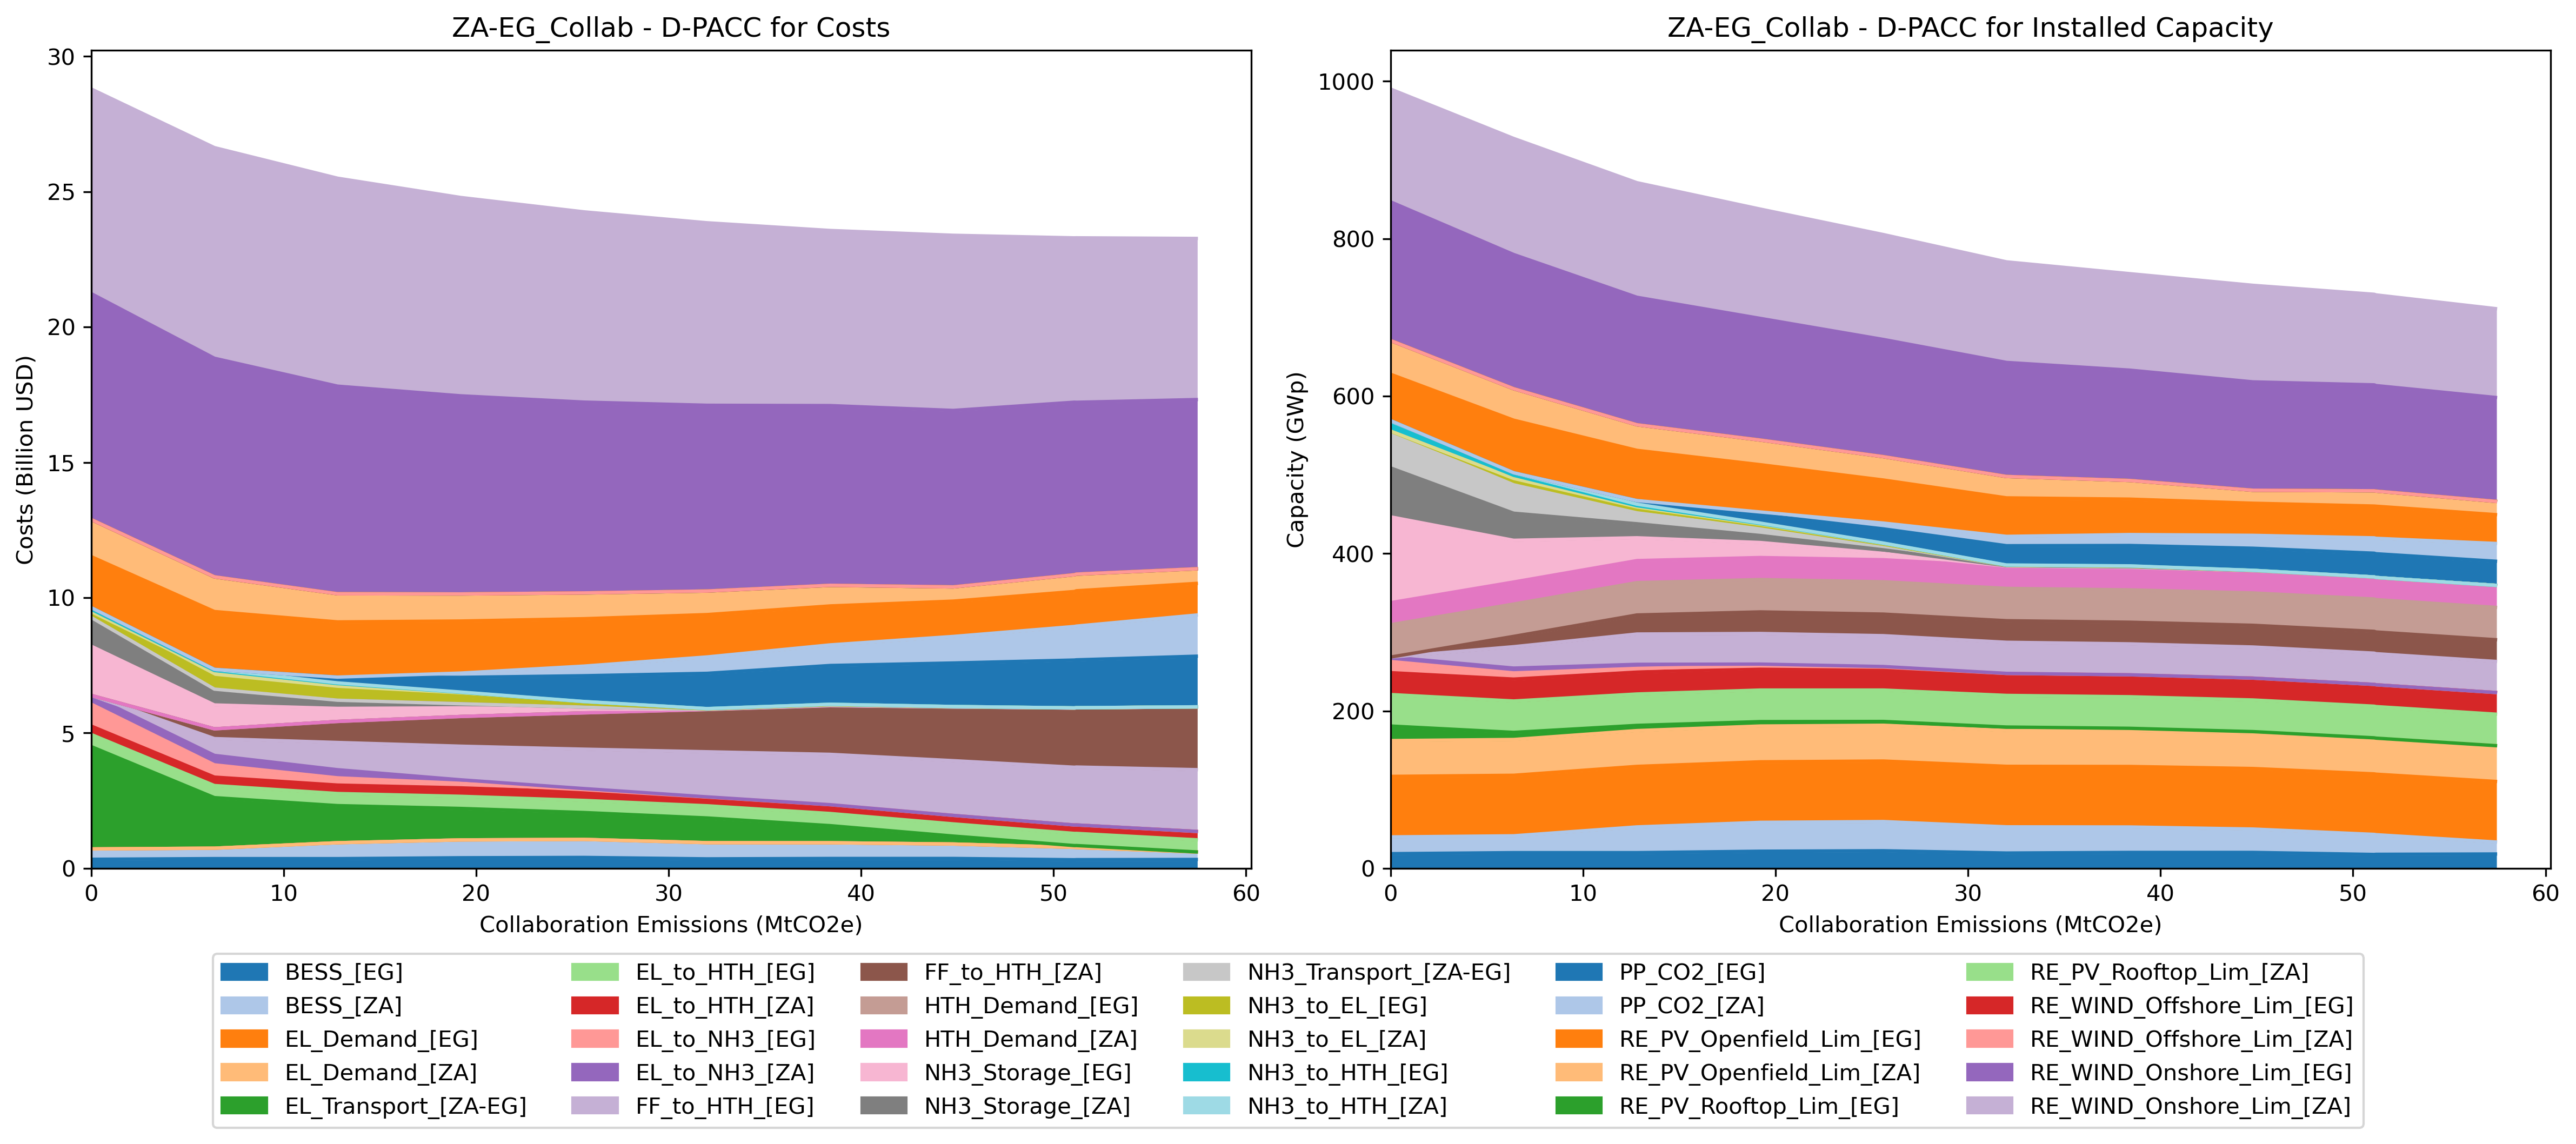 ZA-EG_Collab - D-PACC for Costs
30
25
20
15
10
5
0
Costs (Billion USD)
0 10 20 30 40 50 60
Collaboration Emissions (MtCO2e)
ZA-EG_Collab - D-PACC for Installed Capacity
1000
800
600
400
200
0
Capacity (GWp)
0 10 20 30 40 50 60
Collaboration Emissions (MtCO2e)
BESS_[EG]
BESS_[ZA]
EL_Demand_[EG]
EL_Demand_[ZA]
EL_Transport_[ZA-EG]
EL_to_HTH_[EG]
EL_to_HTH_[ZA]
EL_to_NH3_[EG]
EL_to_NH3_[ZA]
FF_to_HTH_[EG]
FF_to_HTH_[ZA]
HTH_Demand_[EG]
HTH_Demand_[ZA]
NH3_Storage_[EG]
NH3_Storage_[ZA]
NH3_Transport_[ZA-EG]
NH3_to_EL_[EG]
NH3_to_EL_[ZA]
NH3_to_HTH_[EG]
NH3_to_HTH_[ZA]
PP_CO2_[EG]
PP_CO2_[ZA]
RE_PV_Openfield_Lim_[EG]
RE_PV_Openfield_Lim_[ZA]
RE_PV_Rooftop_Lim_[EG]
RE_PV_Rooftop_Lim_[ZA]
RE_WIND_Offshore_Lim_[EG]
RE_WIND_Offshore_Lim_[ZA]
RE_WIND_Onshore_Lim_[EG]
RE_WIND_Onshore_Lim_[ZA]